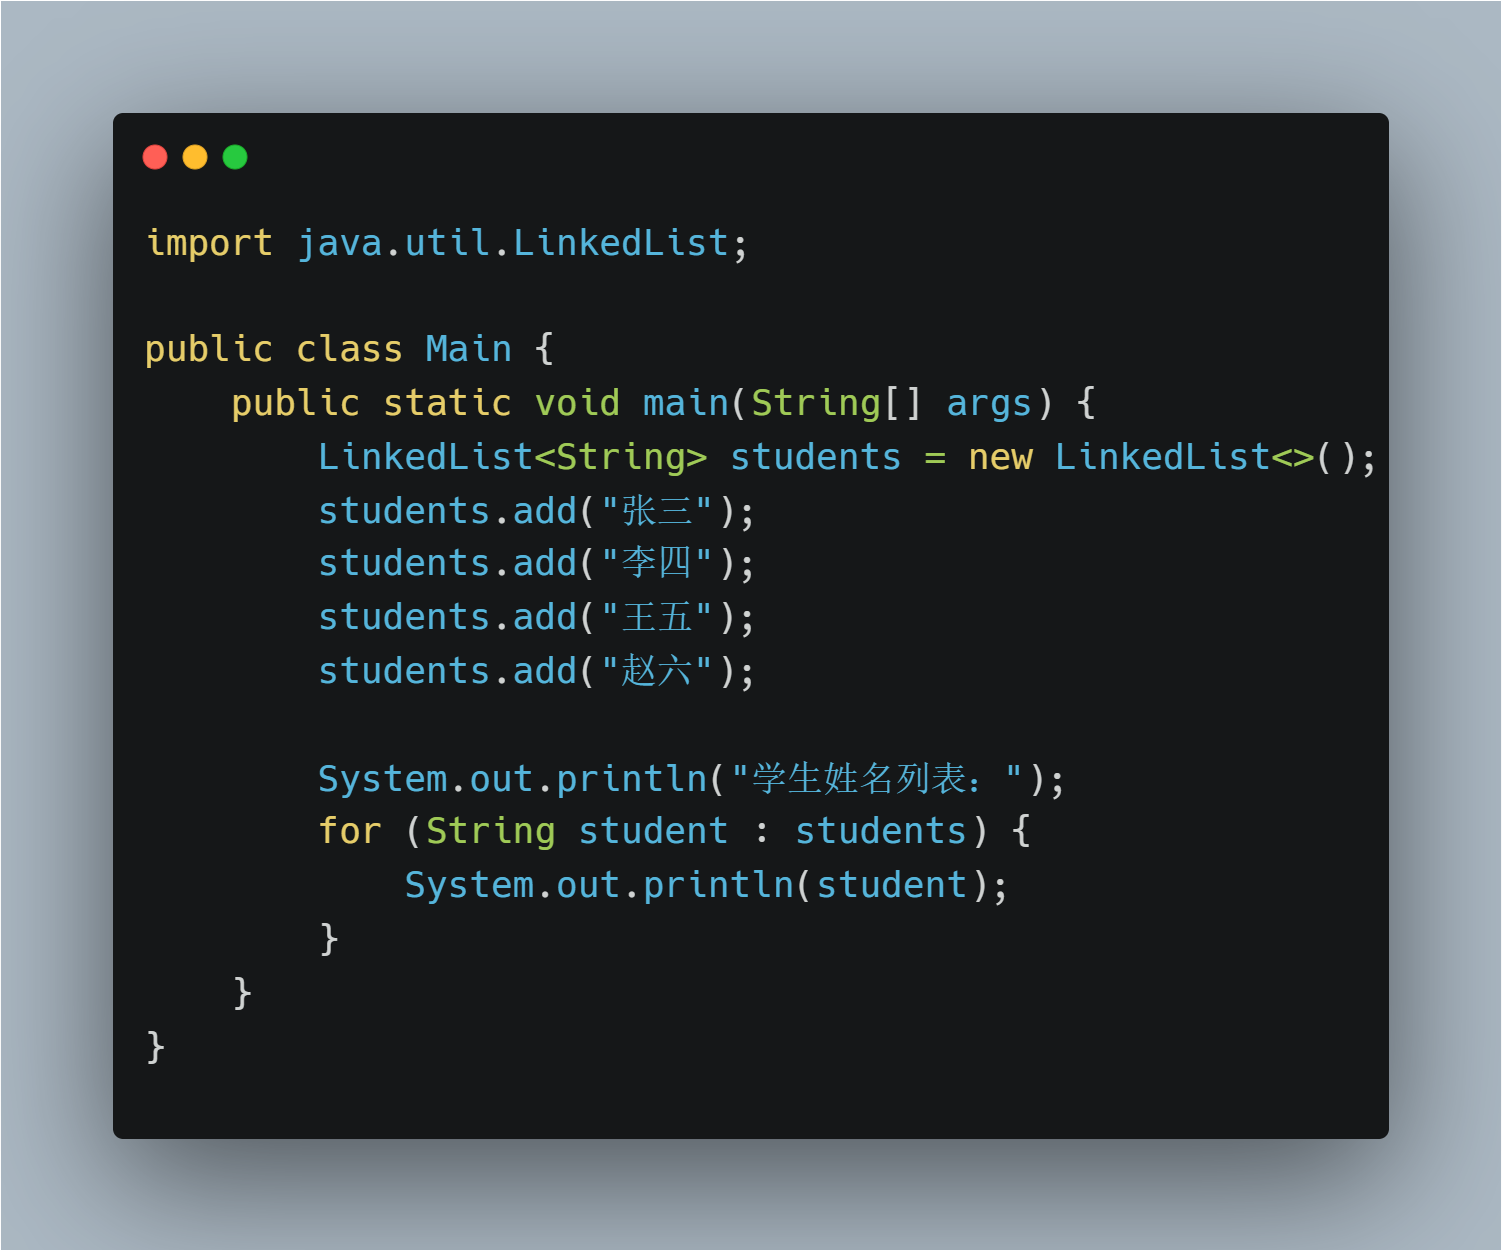 import java.util.LinkedList;
public class Main {
    public static void main(String[] args) {
        LinkedList<String> students = new LinkedList<>();
        students.add("张三");
        students.add("李四");
        students.add("王五");
        students.add("赵六");
        System.out.println("学生姓名列表：");
        for (String student : students) {
            System.out.println(student);
        }
    }
}